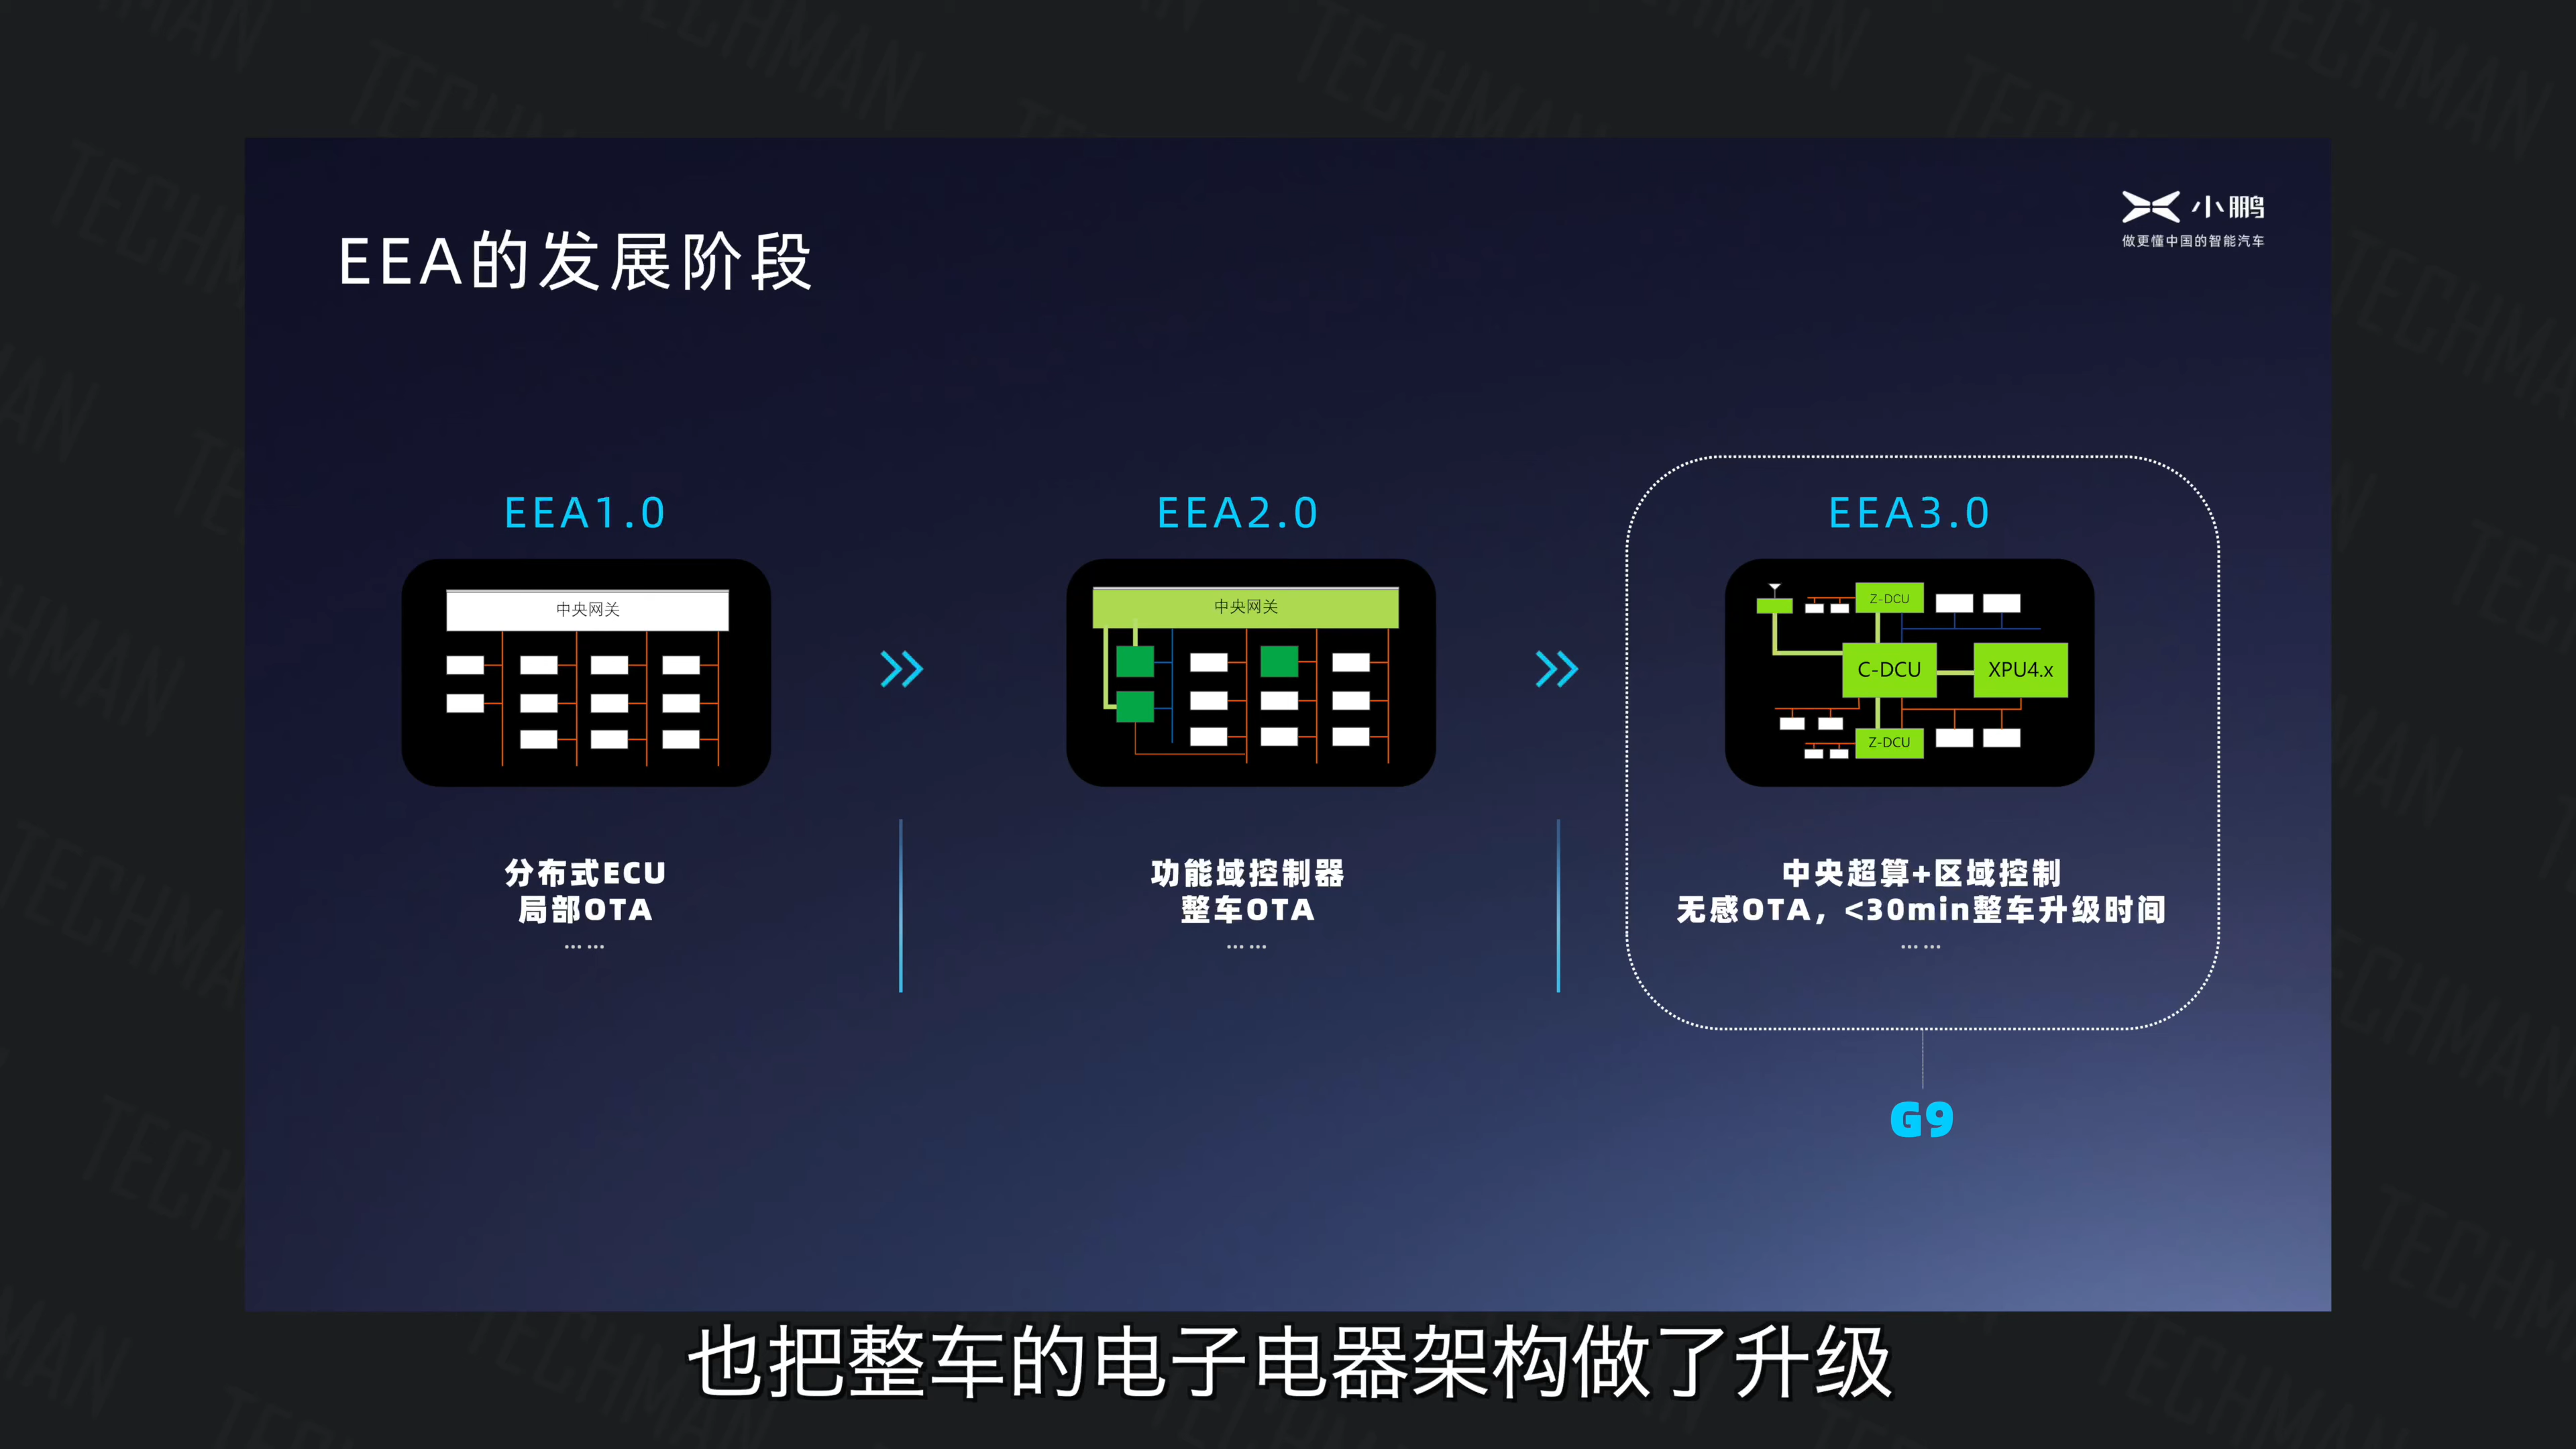 小鹏
做更懂中国的智能汽车
EEA的发展阶段
EEA1.0
中央网关
分布式ECU
局部OTA
... ...
EEA2.0
中央网关
功能域控制器
整车OTA
... ...
EEA3.0
Z-DCU
C-DCU
XPU4.x
Z-DCU
中央超算+区域控制
无感OTA，<30min整车升级时间
... ...
G9
也把整车的电子电器架构做了升级
TECHMAN